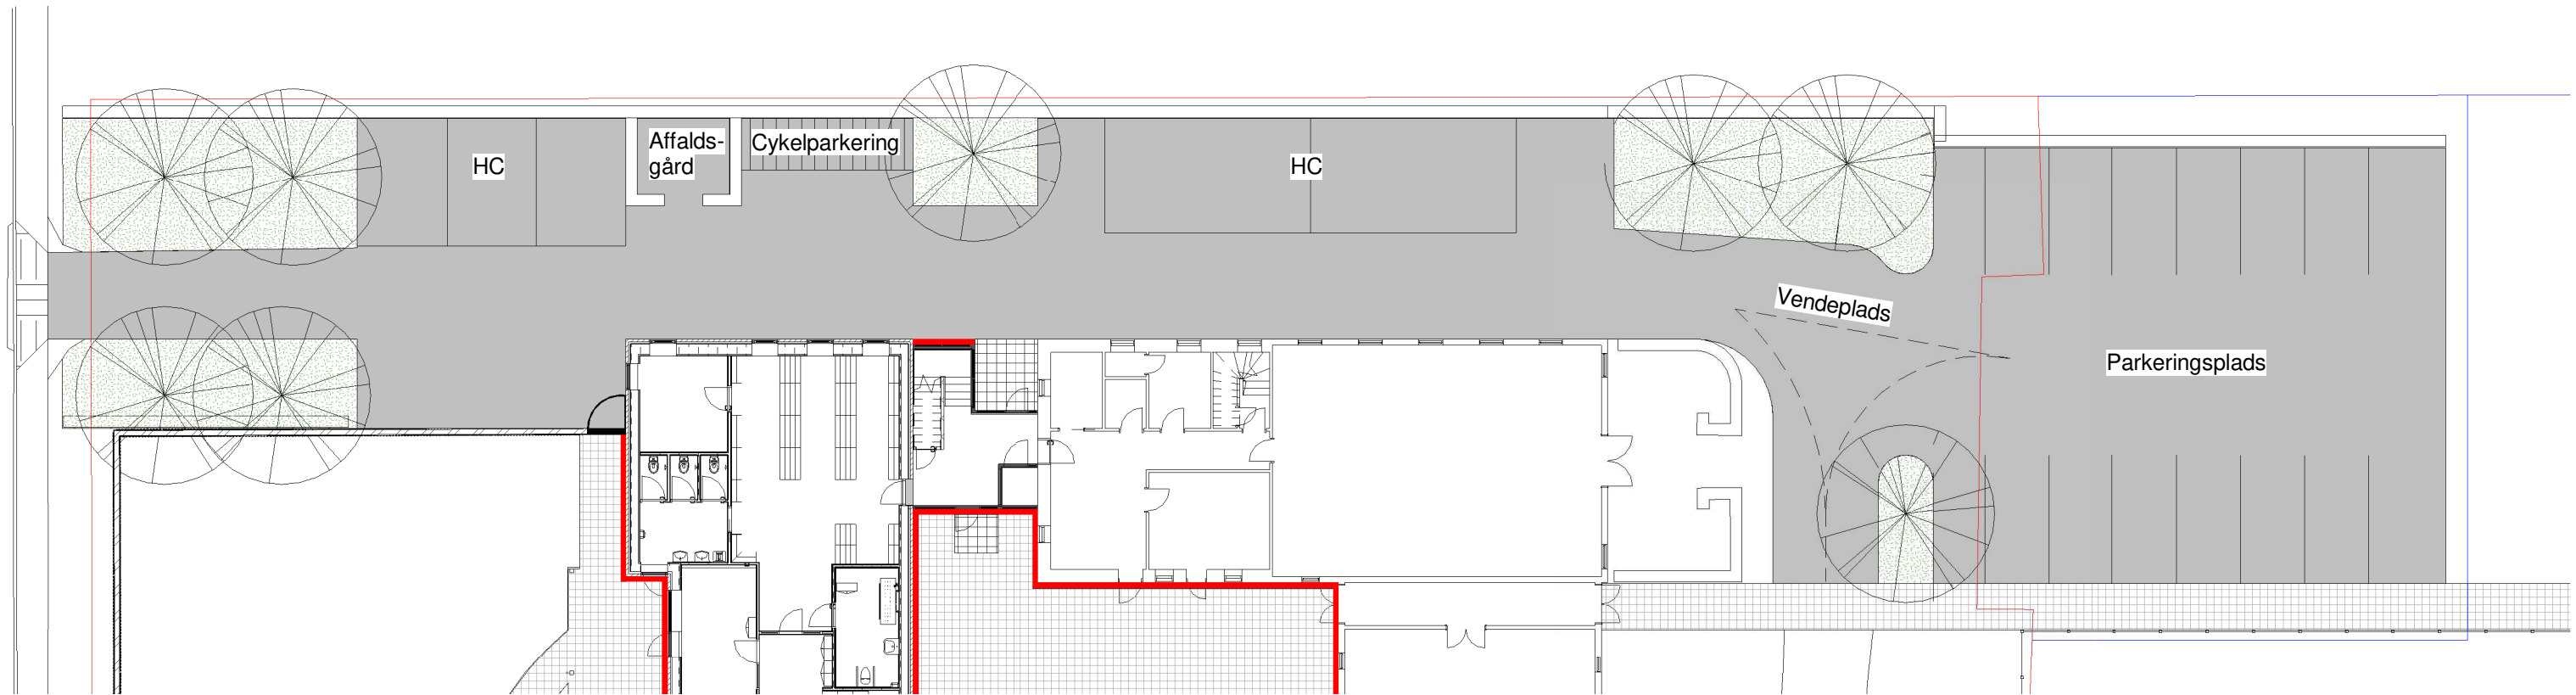 HC
Affalds-
gård
Cykelparkering
HC
Vendeplads
Parkeringsplads